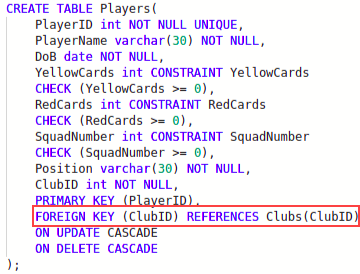 CREATE TABLE Players(
PlayerID int NOT NULL UNIQUE,
PlayerName varchar(30) NOT NULL,
DoB date NOT NULL,
YellowCards int CONSTRAINT YellowCards
CHECK (YellowCards >= 0),
RedCards int CONSTRAINT RedCards
CHECK (RedCards >= 0),
SquadNumber int CONSTRAINT SquadNumber
CHECK (SquadNumber >= 0),
Position varchar(30) NOT NULL,
ClubID int NOT NULL,
PRIMARY KEY (PlayerID),
FOREIGN KEY (ClubID) REFERENCES Clubs(ClubID)
ON UPDATE CASCADE
ON DELETE CASCADE
);